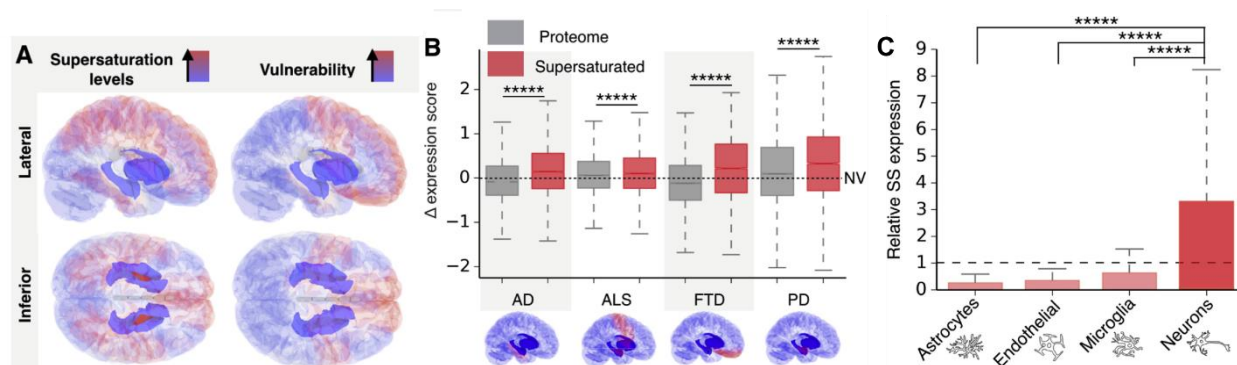 A
Supersaturation
levels
Vulnerability
Lateral
Inferior
B
Proteome
Supersaturated
Δ expression score
2
1
0
−1
−2
*****
*****
*****
*****
NV
AD
ALS
FTD
PD
C
Relative SS expression
9
8
7
6
5
4
3
2
1
0
*****
*****
*****
Astrocytes
Endothelial
Microglia
Neurons